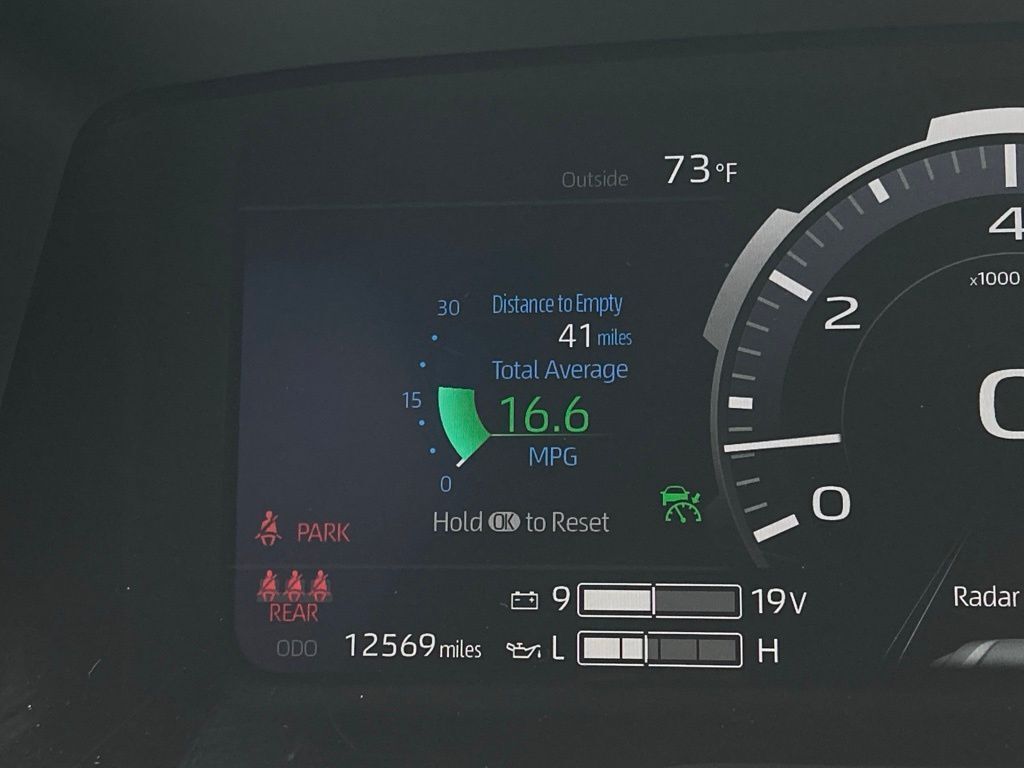 Outside 73°F
30 Distance to Empty
41 miles
Total Average
15 16.6
MPG
0
Hold OK to Reset
PARK
REAR
ODO 12569 miles
9 19V
L H
4
x1000
2
0
0
Radar